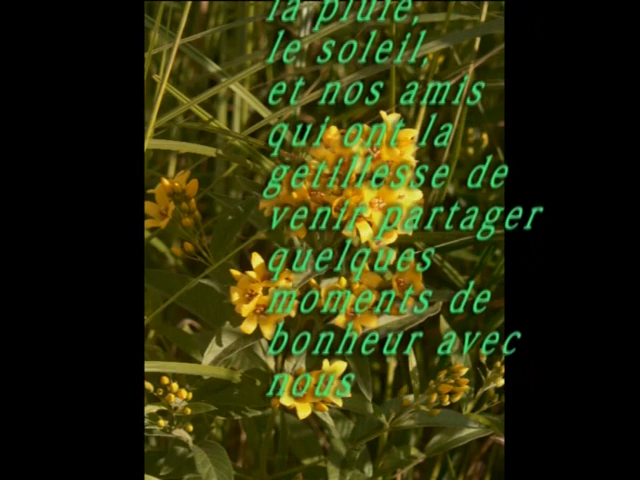 la pluie,
le soleil,
et nos amis
qui ont la
getillesse de
venir partager
quelques
moments de
bonheur avec
nous